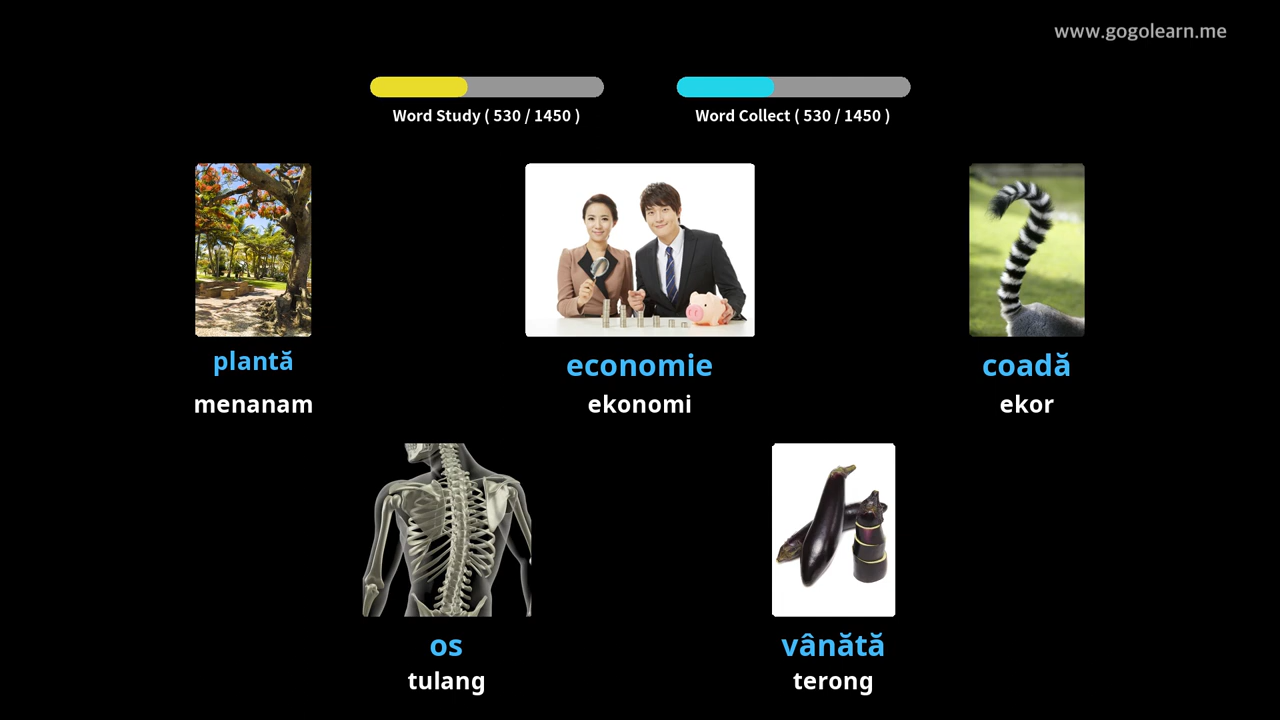 www.gogolearn.me
Word Study ( 530 / 1450 )
Word Collect ( 530 / 1450 )
plantă
menanam
economie
ekonomi
coadă
ekor
os
tulang
vânătă
terong